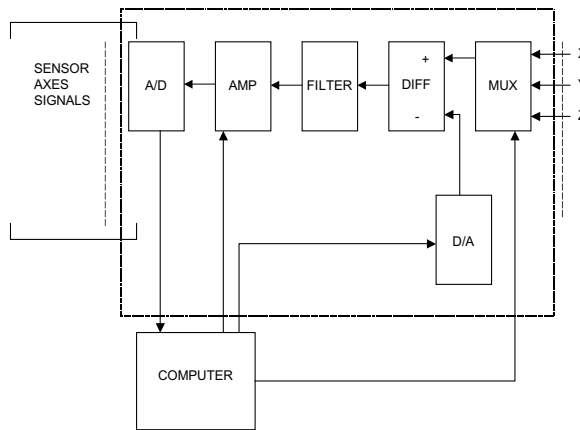 SENSOR
AXES
SIGNALS
A/D
AMP
FILTER
+
DIFF
-
MUX
X
Y
Z
D/A
COMPUTER